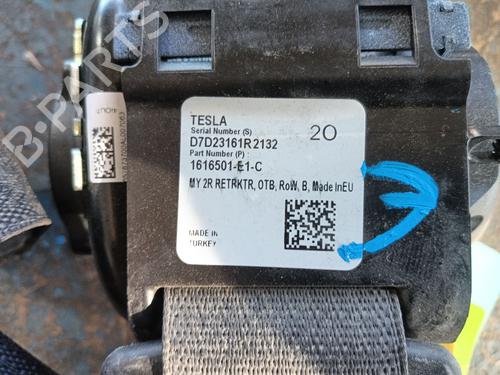 B-PARTS
TESLA
Serial Number (S)
20
D7D23161R2132
Part Number (P) :
1616501-E1-C
MY 2R RETRKTR, OTB, RoW, B, Made InEU
MADE IN
TURKEY